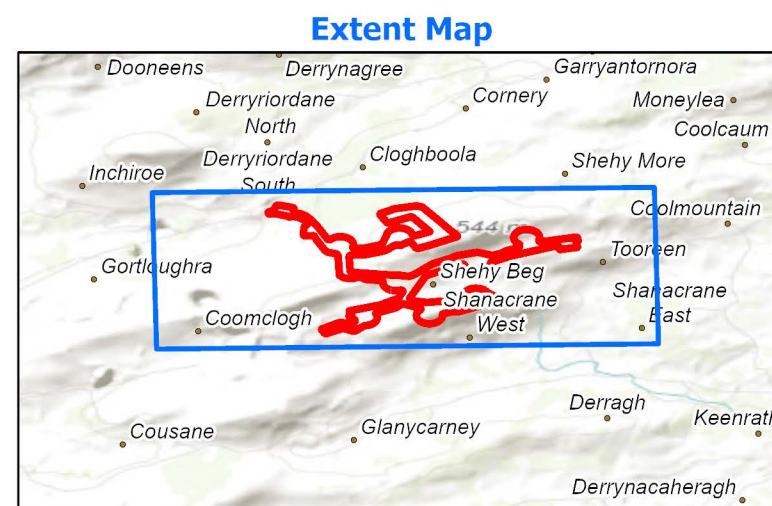 Extent Map
Dooneens
Derrynagree
Garryantornora
Derryriordane
North
Cornery
Moneylea
Coolcaum
Derryriordane
South
Cloghboola
Shehy More
Inchiroe
Coolmountain
544 m
Tooreen
Gortloughra
Shehy Beg
Shanacrane
West
Shanacrane
East
Coomclogh
Derragh
Keenrath
Cousane
Glanycarney
Derrynacaheragh